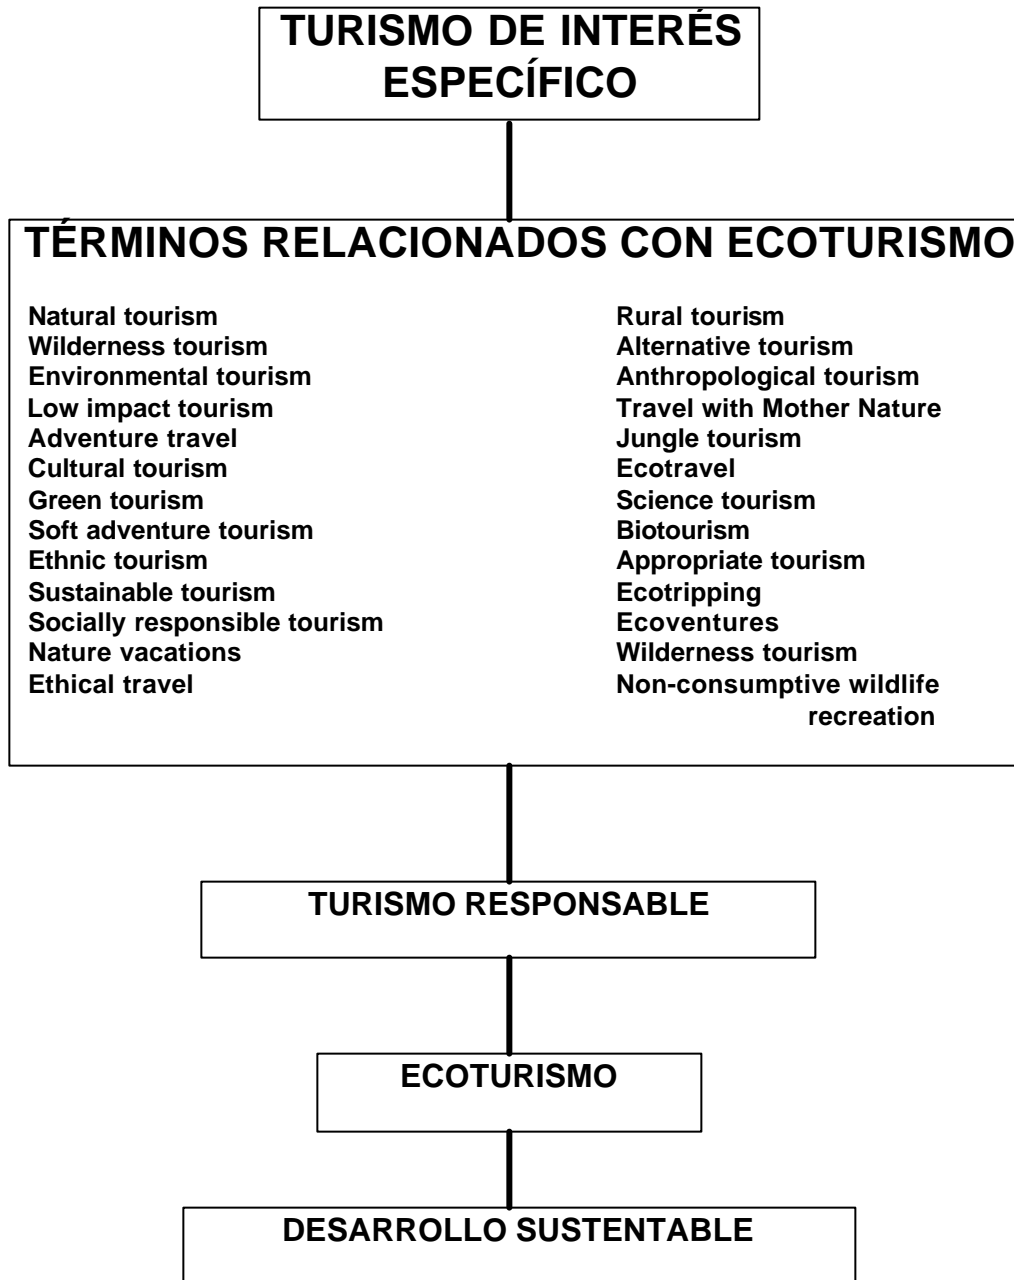 TURISMO DE INTERÉS
ESPECÍFICO
TÉRMINOS RELACIONADOS CON ECOTURISMO
Natural tourism
Wilderness tourism
Environmental tourism
Low impact tourism
Adventure travel
Cultural tourism
Green tourism
Soft adventure tourism
Ethnic tourism
Sustainable tourism
Socially responsible tourism
Nature vacations
Ethical travel
Rural tourism
Alternative tourism
Anthropological tourism
Travel with Mother Nature
Jungle tourism
Ecotravel
Science tourism
Biotourism
Appropriate tourism
Ecotripping
Ecoventures
Wilderness tourism
Non-consumptive wildlife
recreation
TURISMO RESPONSABLE
ECOTURISMO
DESARROLLO SUSTENTABLE